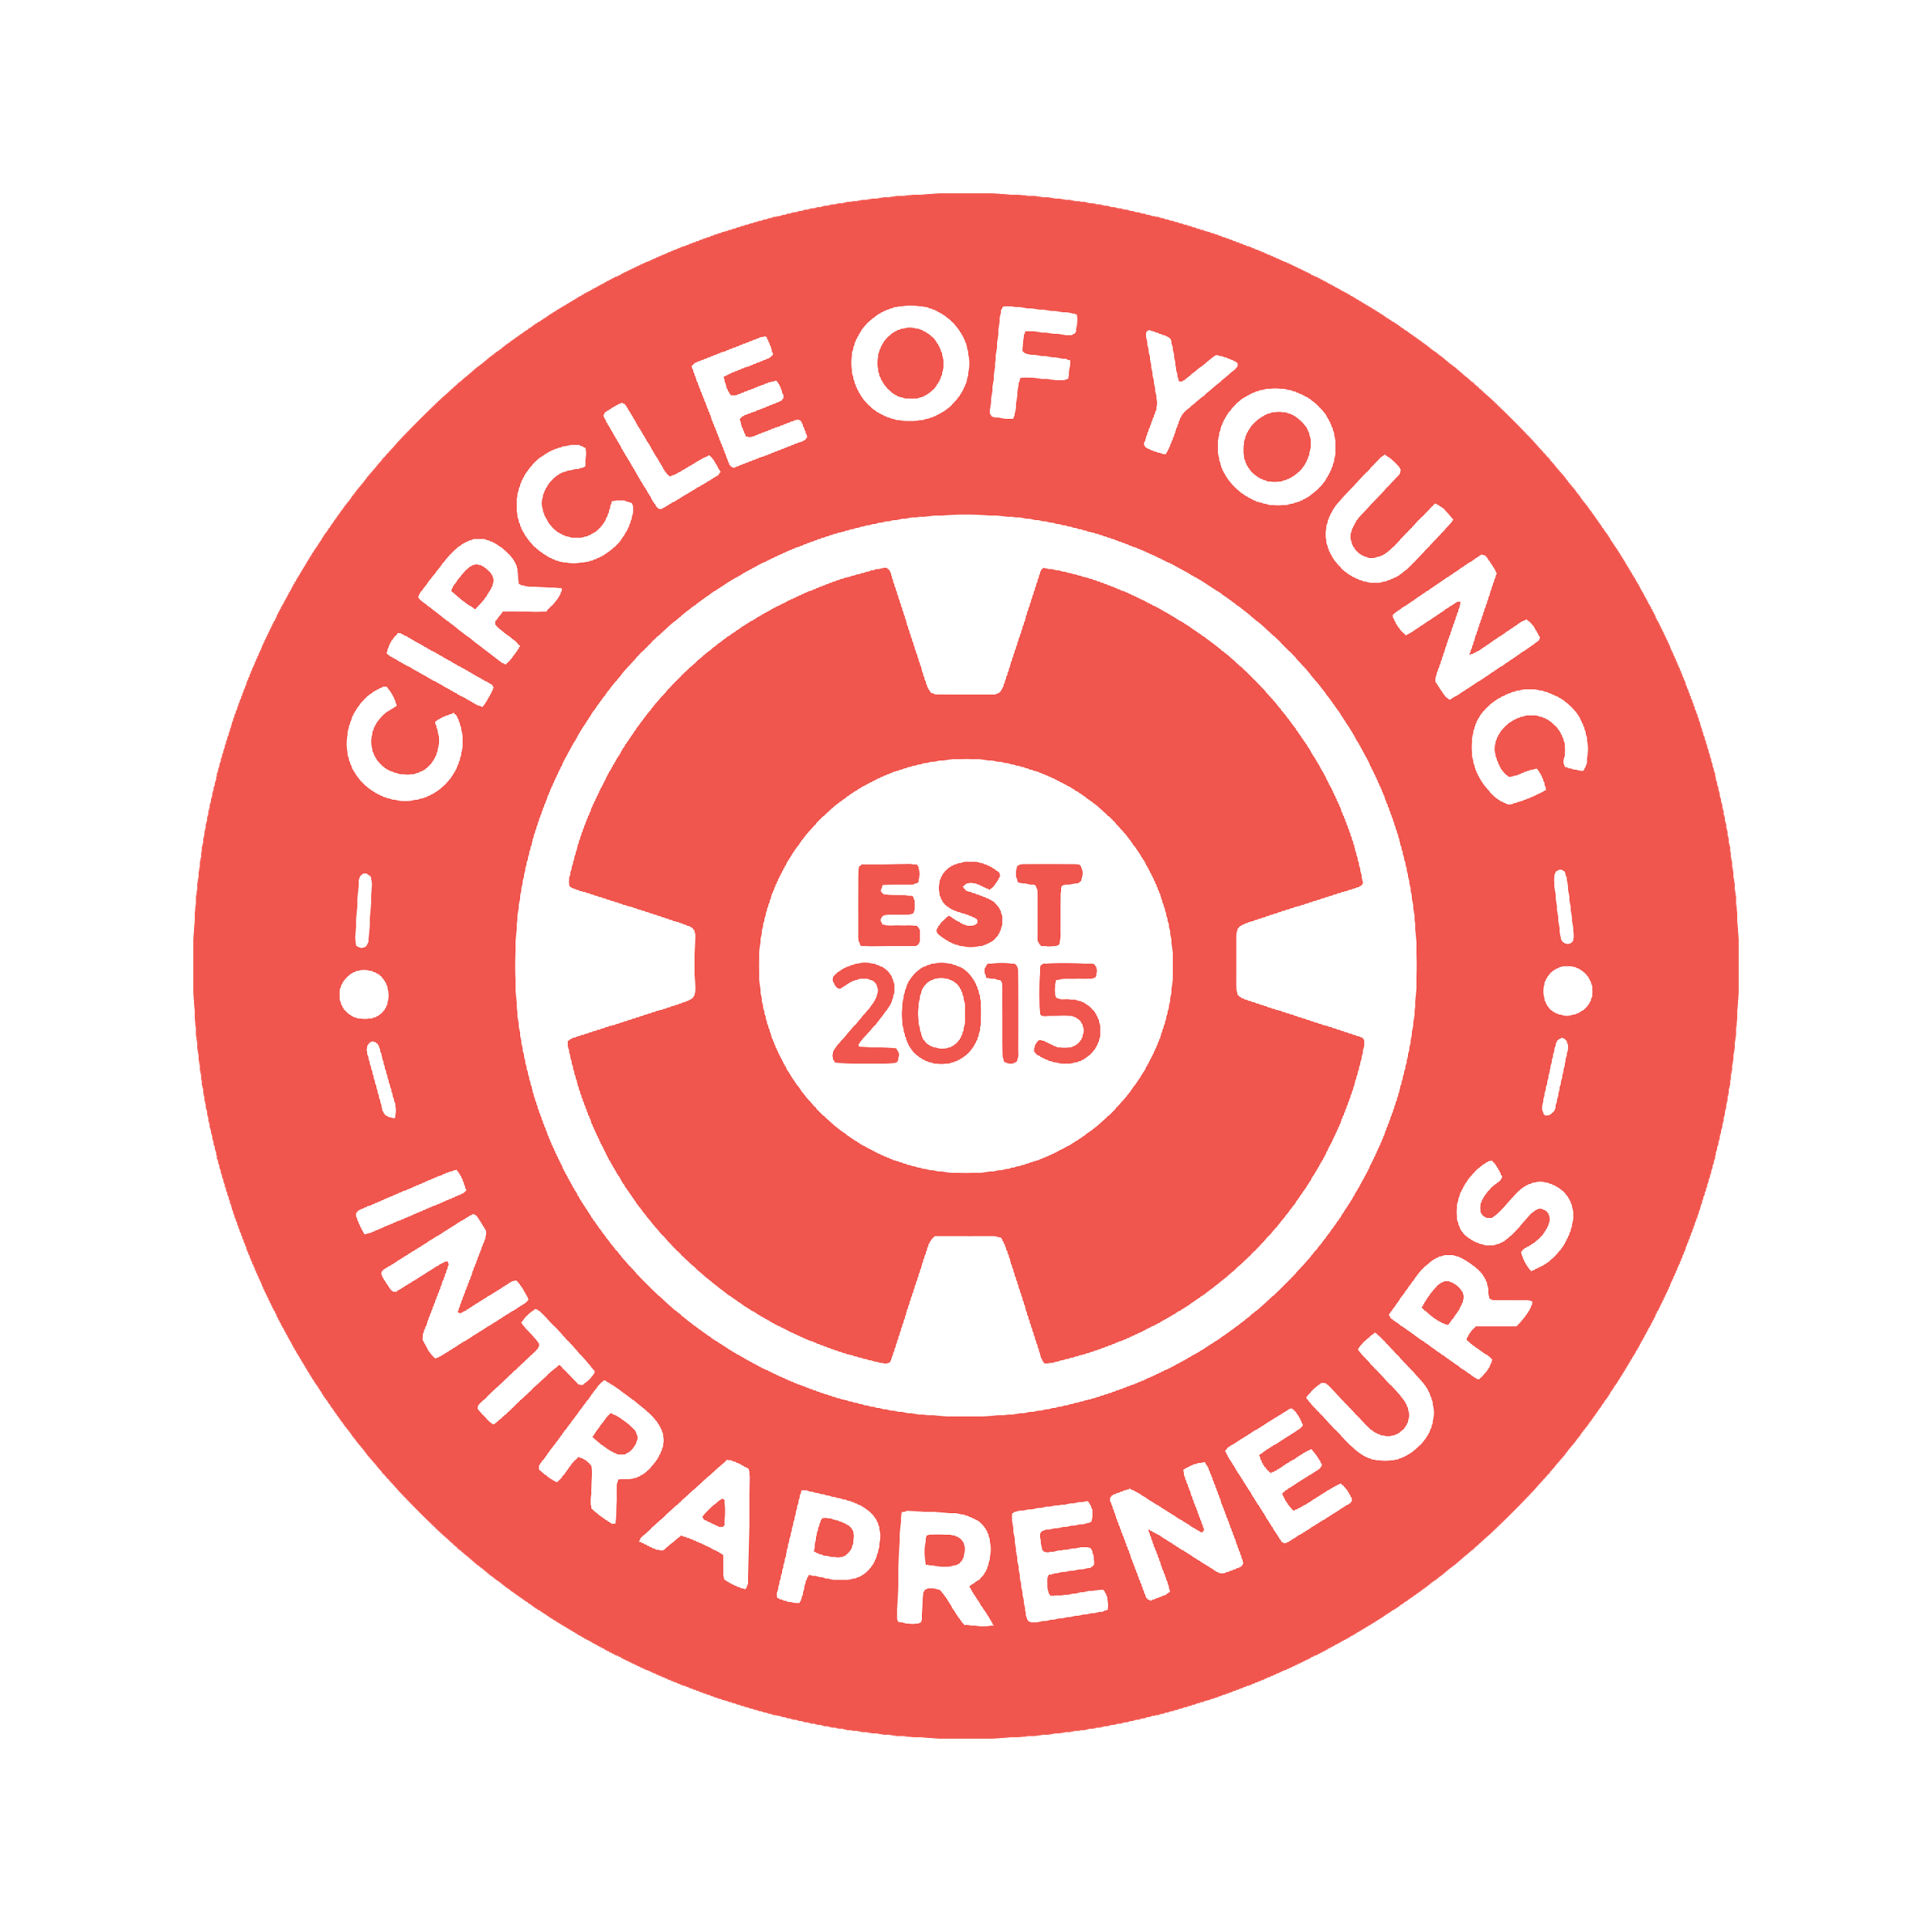 CIRCLE OF YOUNG
INTRAPRENEURS
EST
2015